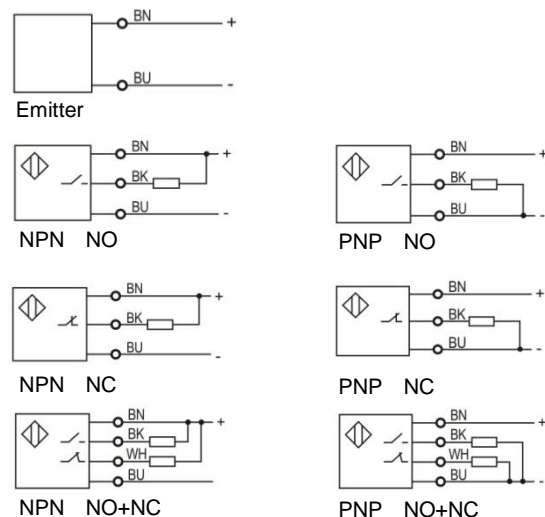 BN +
BU -
Emitter
BN +
BK
BU -
NPN NO
BN +
BK
BU -
PNP NO
BN +
BK
BU -
NPN NC
BN +
BK
BU -
PNP NC
BN +
BK
WH
BU
NPN NO+NC
BN +
BK
WH
BU -
PNP NO+NC